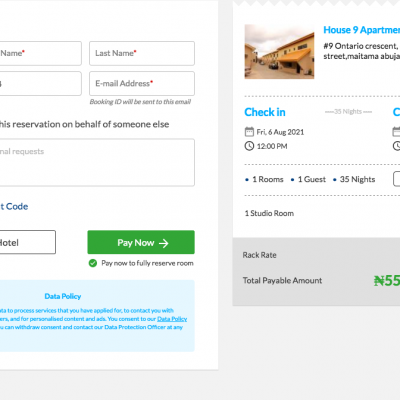 Name*
Last Name*
E-mail Address*
Booking ID will be sent to this email
his reservation on behalf of someone else
nal requests
t Code
Hotel
Pay Now →
Pay now to fully reserve room
Data Policy
ata to process services that you have applied for, to contact you with
ers, and for personalised content and ads. You consent to our Data Policy
u can withdraw consent and contact our Data Protection Officer at any
House 9 Apartmen
#9 Ontario crescent,
street,maitama abuja
Check in
35 Nights
C
Fri, 6 Aug 2021
12:00 PM
• 1 Rooms • 1 Guest • 35 Nights
1 Studio Room
Rack Rate
Total Payable Amount
₦55